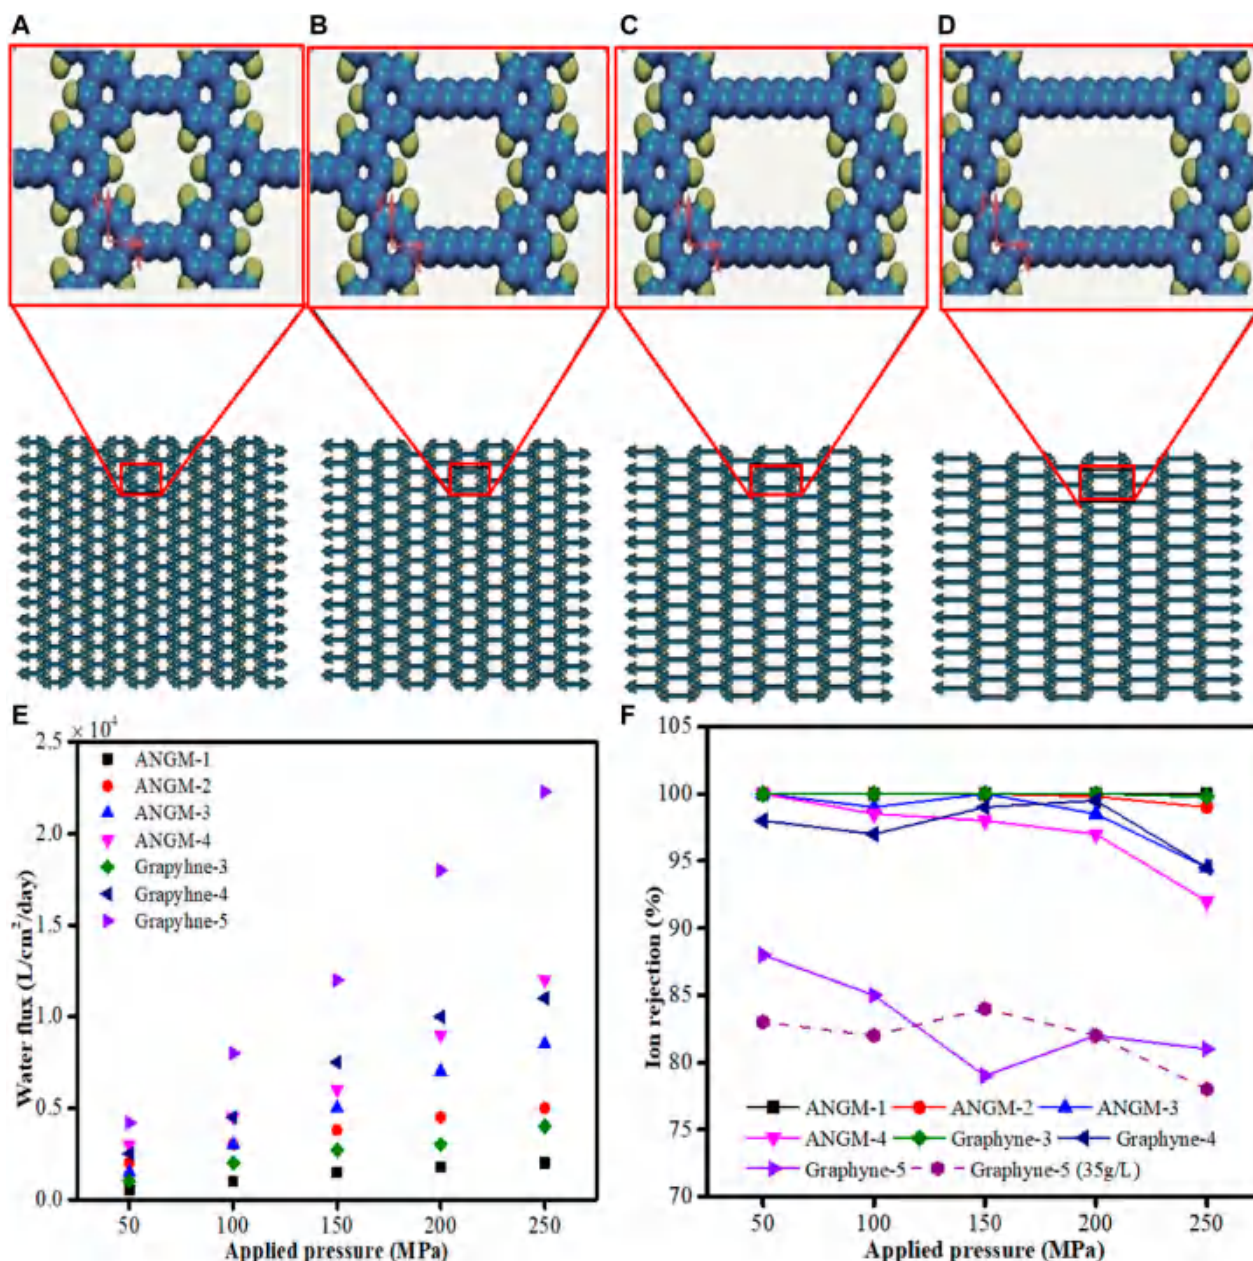 A B C D
E
× 10⁴
2.5
2.0
1.5
1.0
0.5
0.0
Water flux (L/cm²/day)
ANGM-1
ANGM-2
ANGM-3
ANGM-4
Grapyhne-3
Grapyhne-4
Grapyhne-5
50 100 150 200 250
Applied pressure (MPa)
F
105
100
95
90
85
80
75
70
Ion rejection (%)
ANGM-1 ANGM-2 ANGM-3
ANGM-4 Graphyne-3 Graphyne-4
Graphyne-5 Graphyne-5 (35g/L)
50 100 150 200 250
Applied pressure (MPa)